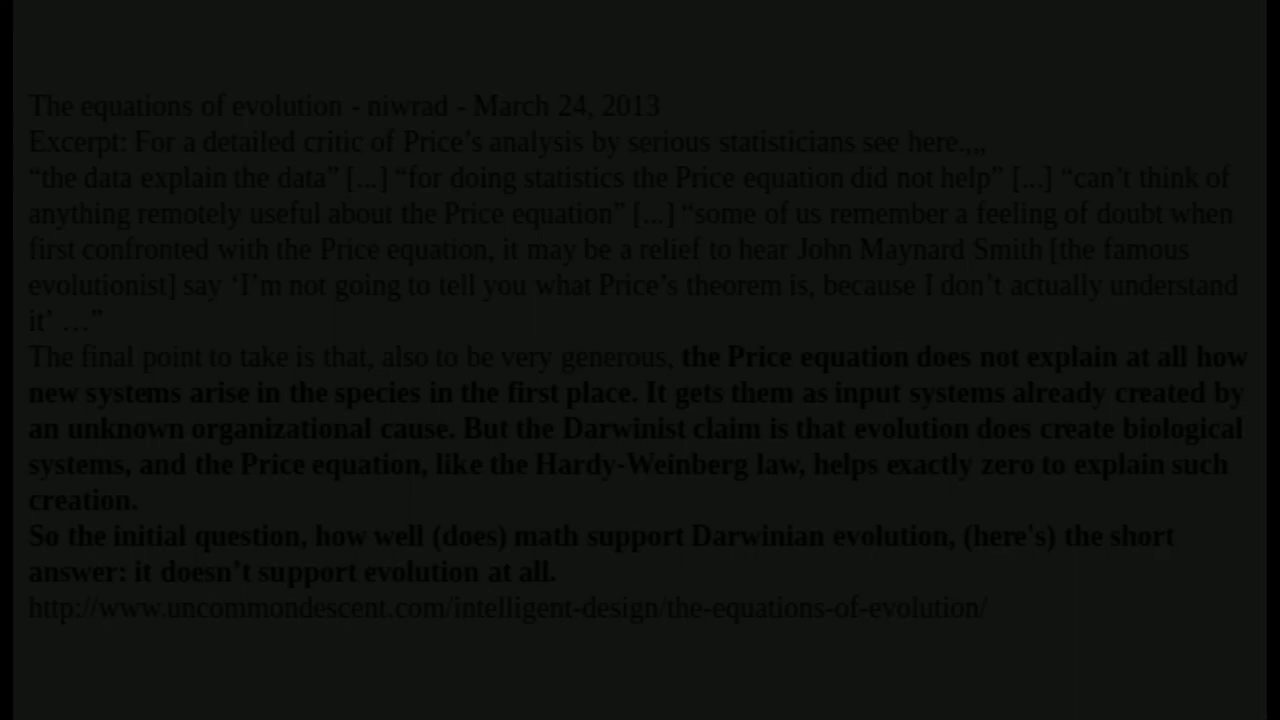 The equations of evolution - niwrad - March 24, 2013
Excerpt: For a detailed critic of Price’s analysis by serious statisticians see here.,,,
“the data explain the data” [...] “for doing statistics the Price equation did not help” [...] “can’t think of
anything remotely useful about the Price equation” [...] “some of us remember a feeling of doubt when
first confronted with the Price equation, it may be a relief to hear John Maynard Smith [the famous
evolutionist] say ‘I’m not going to tell you what Price’s theorem is, because I don’t actually understand
it’ …”
The final point to take is that, also to be very generous, the Price equation does not explain at all how
new systems arise in the species in the first place. It gets them as input systems already created by
an unknown organizational cause. But the Darwinist claim is that evolution does create biological
systems, and the Price equation, like the Hardy-Weinberg law, helps exactly zero to explain such
creation.
So the initial question, how well (does) math support Darwinian evolution, (here's) the short
answer: it doesn’t support evolution at all.
http://www.uncommondescent.com/intelligent-design/the-equations-of-evolution/